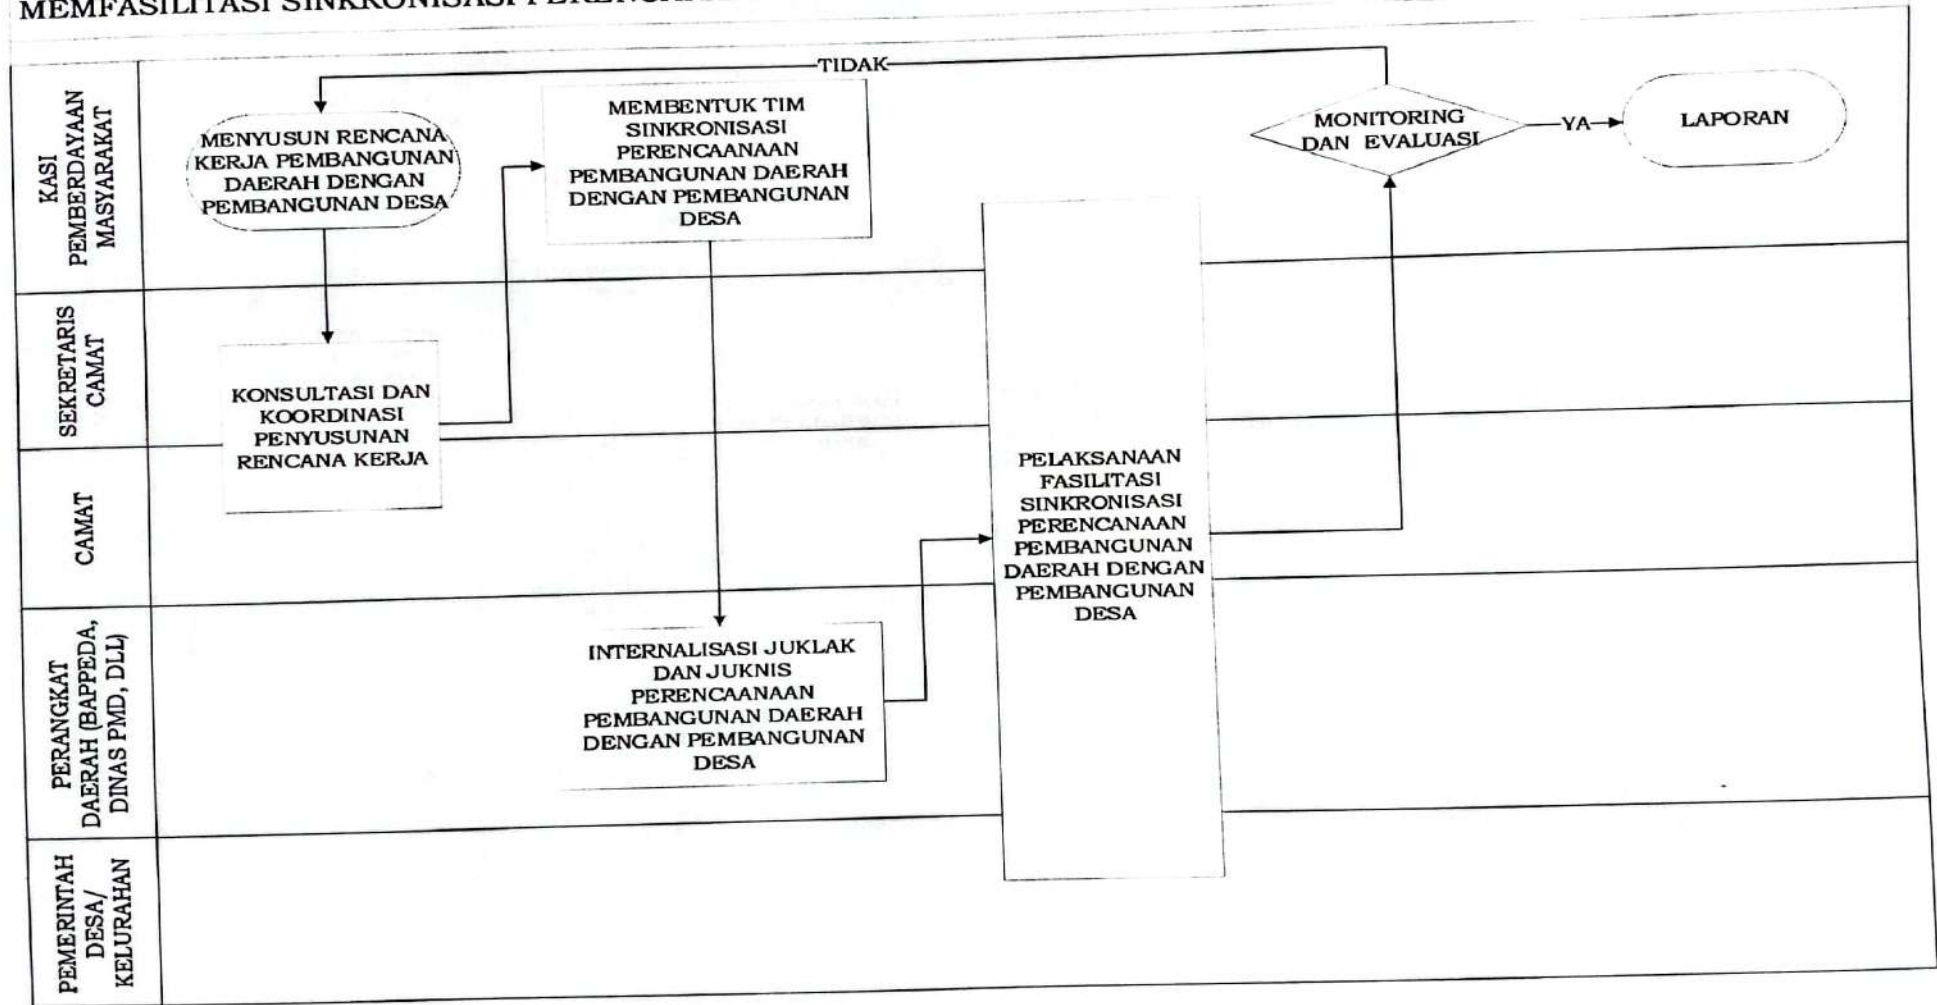 MEMFASILITASI SINKRONISASI
KASI
PEMBERDAYAAN
MASYARAKAT
MENYUSUN RENCANA
KERJA PEMBANGUNAN
DAERAH DENGAN
PEMBANGUNAN DESA
MEMBENTUK TIM
SINKRONISASI
PERENCAANAAN
PEMBANGUNAN DAERAH
DENGAN PEMBANGUNAN
DESA
TIDAK
MONITORING
DAN EVALUASI
YA
LAPORAN
SEKRETARIS
CAMAT
KONSULTASI DAN
KOORDINASI
PENYUSUNAN
RENCANA KERJA
CAMAT
PELAKSANAAN
FASILITASI
SINKRONISASI
PERENCANAAN
PEMBANGUNAN
DAERAH DENGAN
PEMBANGUNAN
DESA
PERANGKAT
DAERAH (BAPPEDA,
DINAS PMD, DLL)
INTERNALISASI JUKLAK
DAN JUKNIS
PERENCAANAAN
PEMBANGUNAN DAERAH
DENGAN PEMBANGUNAN
DESA
PEMERINTAH
DESA/
KELURAHAN